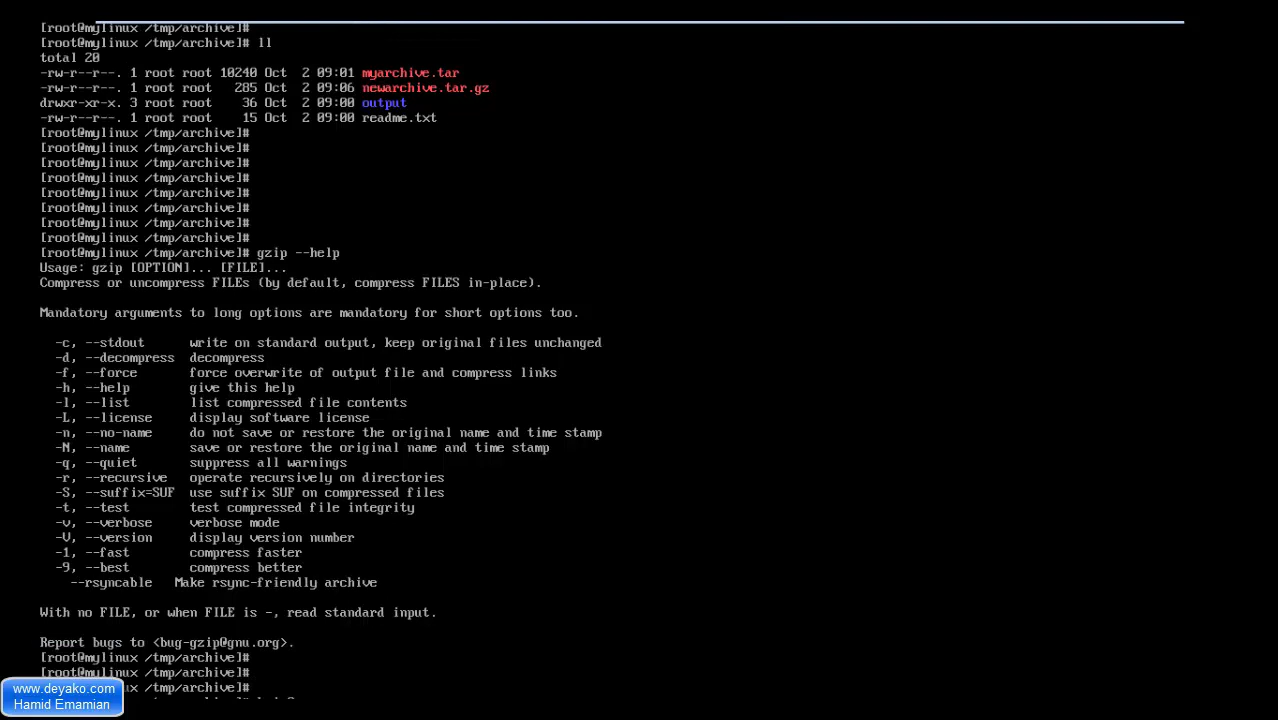 [root@mylinux /tmp/archive]#
[root@mylinux /tmp/archive]# ll
total 20
-rw-r--r--. 1 root root 10240 Oct  2 09:01 myarchive.tar
-rw-r--r--. 1 root root   285 Oct  2 09:06 newarchive.tar.gz
drwxr-xr-x. 3 root root    36 Oct  2 09:00 output
-rw-r--r--. 1 root root    15 Oct  2 09:00 readme.txt
[root@mylinux /tmp/archive]#
[root@mylinux /tmp/archive]#
[root@mylinux /tmp/archive]#
[root@mylinux /tmp/archive]#
[root@mylinux /tmp/archive]#
[root@mylinux /tmp/archive]#
[root@mylinux /tmp/archive]#
[root@mylinux /tmp/archive]#
[root@mylinux /tmp/archive]# gzip --help
Usage: gzip [OPTION]... [FILE]...
Compress or uncompress FILEs (by default, compress FILES in-place).
Mandatory arguments to long options are mandatory for short options too.
-c, --stdout      write on standard output, keep original files unchanged
-d, --decompress  decompress
-f, --force       force overwrite of output file and compress links
-h, --help        give this help
-l, --list        list compressed file contents
-L, --license     display software license
-n, --no-name     do not save or restore the original name and time stamp
-N, --name        save or restore the original name and time stamp
-q, --quiet       suppress all warnings
-r, --recursive   operate recursively on directories
-S, --suffix=SUF  use suffix SUF on compressed files
-t, --test        test compressed file integrity
-v, --verbose     verbose mode
-V, --version     display version number
-1, --fast        compress faster
-9, --best        compress better
--rsyncable   Make rsync-friendly archive
With no FILE, or when FILE is -, read standard input.
Report bugs to <bug-gzip@gnu.org>.
[root@mylinux /tmp/archive]#
[root@mylinux /tmp/archive]#
ux /tmp/archive]#
www.deyako.com
Hamid Emamian